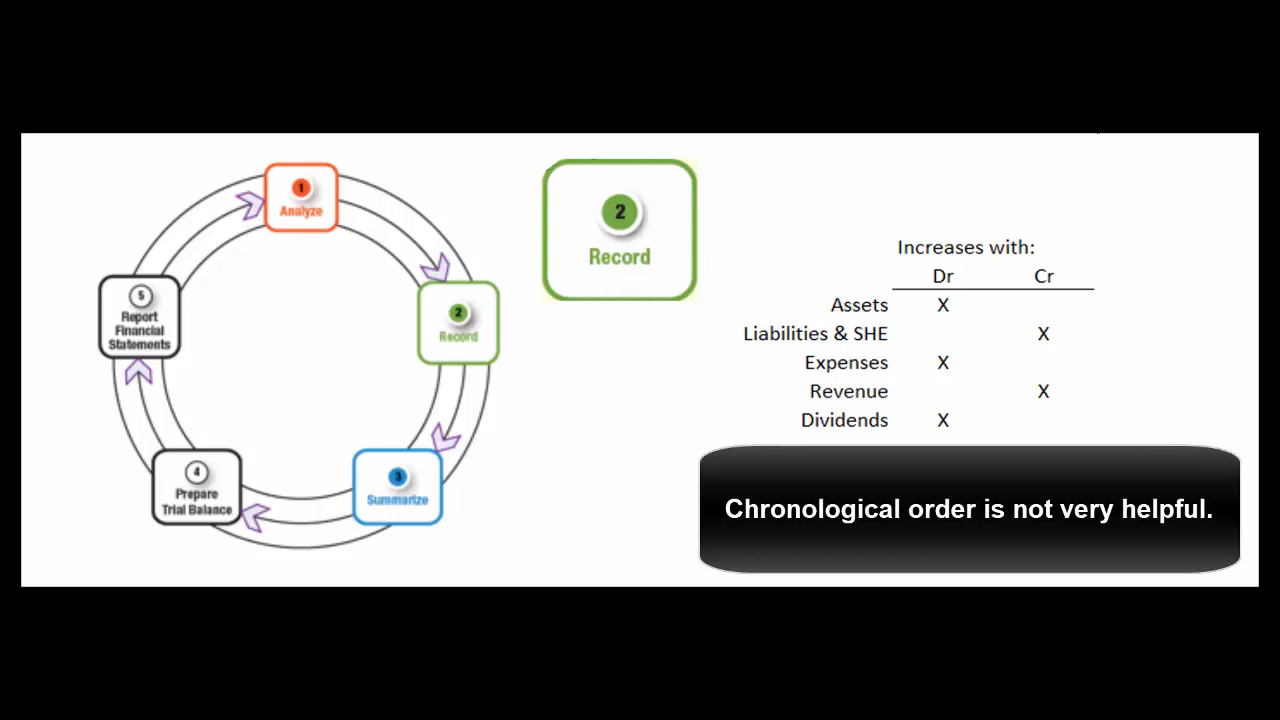 1
Analyze
2
Record
3
Summarize
4
Prepare
Trial Balance
5
Report
Financial
Statements
2
Record
Increases with:
Dr Cr
Assets X
Liabilities & SHE X
Expenses X
Revenue X
Dividends X
Chronological order is not very helpful.